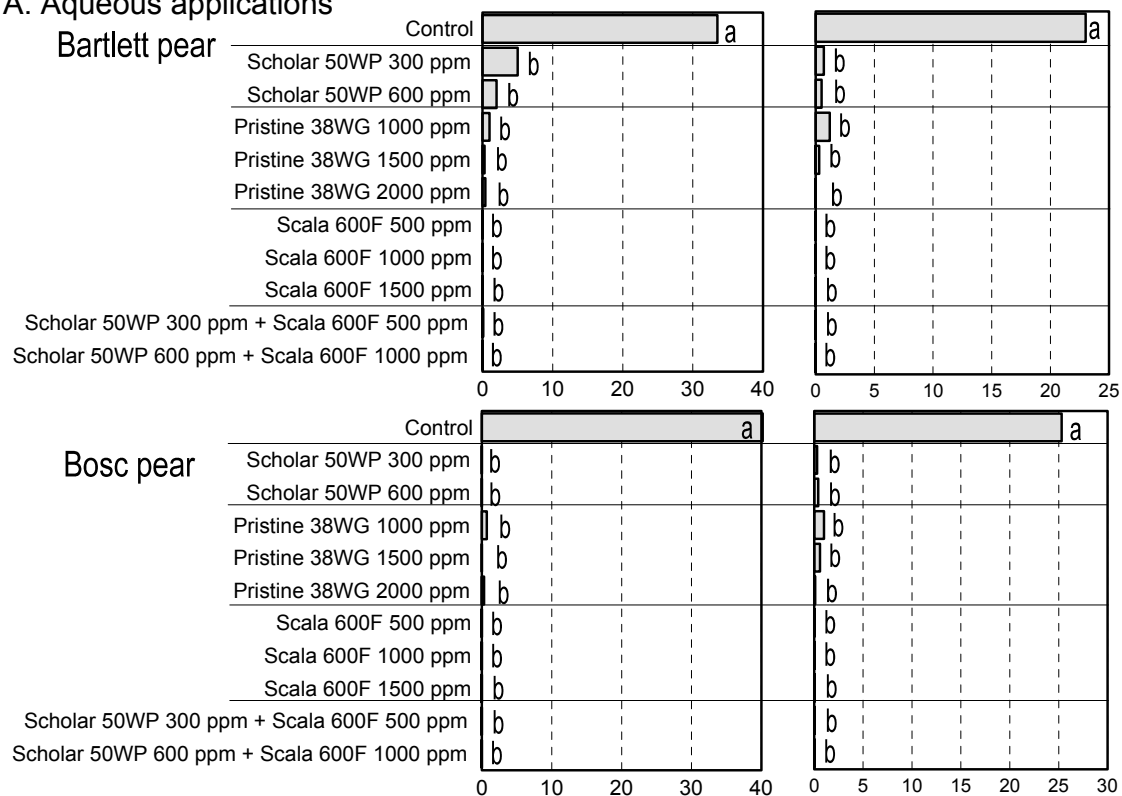 A. Aqueous applications
Bartlett pear
Control a a
Scholar 50WP 300 ppm b b
Scholar 50WP 600 ppm b b
Pristine 38WG 1000 ppm b b
Pristine 38WG 1500 ppm b b
Pristine 38WG 2000 ppm b b
Scala 600F 500 ppm b b
Scala 600F 1000 ppm b b
Scala 600F 1500 ppm b b
Scholar 50WP 300 ppm + Scala 600F 500 ppm b b
Scholar 50WP 600 ppm + Scala 600F 1000 ppm b b
0 10 20 30 40 0 5 10 15 20 25
Bosc pear
Control a a
Scholar 50WP 300 ppm b b
Scholar 50WP 600 ppm b b
Pristine 38WG 1000 ppm b b
Pristine 38WG 1500 ppm b b
Pristine 38WG 2000 ppm b b
Scala 600F 500 ppm b b
Scala 600F 1000 ppm b b
Scala 600F 1500 ppm b b
Scholar 50WP 300 ppm + Scala 600F 500 ppm b b
Scholar 50WP 600 ppm + Scala 600F 1000 ppm b b
0 10 20 30 40 0 5 10 15 20 25 30